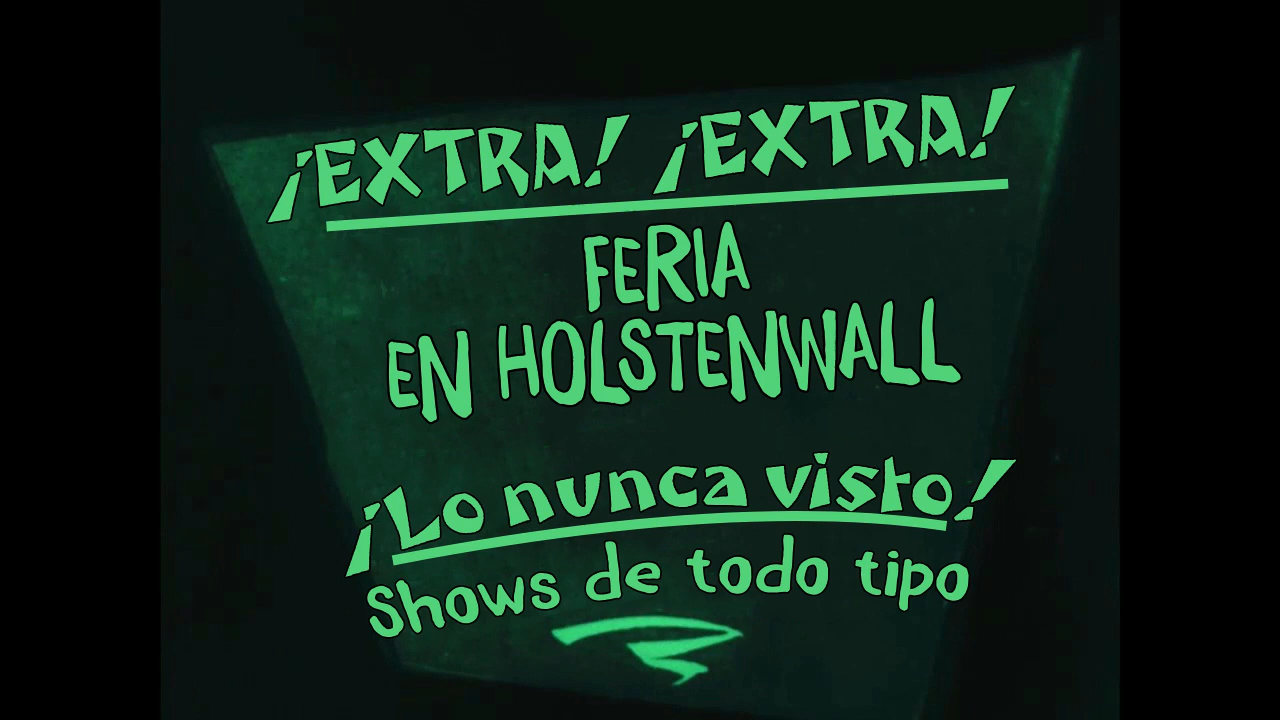 ¡EXTRA! ¡EXTRA!
FERIA
EN HOLSTENWALL
¡Lo nunca visto!
Shows de todo tipo